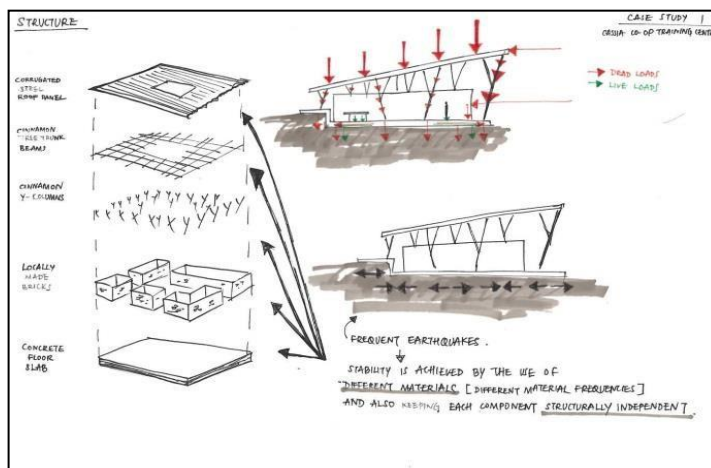 STRUCTURE
CASE STUDY 1
CASSIA CO-OP TRAINING CENT
CORRUGATED
STEEL
ROOF PANEL
CINNAMON
TREE TRUNK
BEAMS
CINNAMON
Y-COLUMNS
LOCALLY
MADE
BRICKS
CONCRETE
FLOOR
SLAB
DEAD LOADS
LIVE LOADS
FREQUENT EARTHQUAKES.
STABILITY IS ACHIEVED BY THE USE OF
DIFFERENT MATERIALS [DIFFERENT MATERIAL FREQUENCIES]
AND ALSO KEEPING EACH COMPONENT STRUCTURALLY INDEPENDENT.